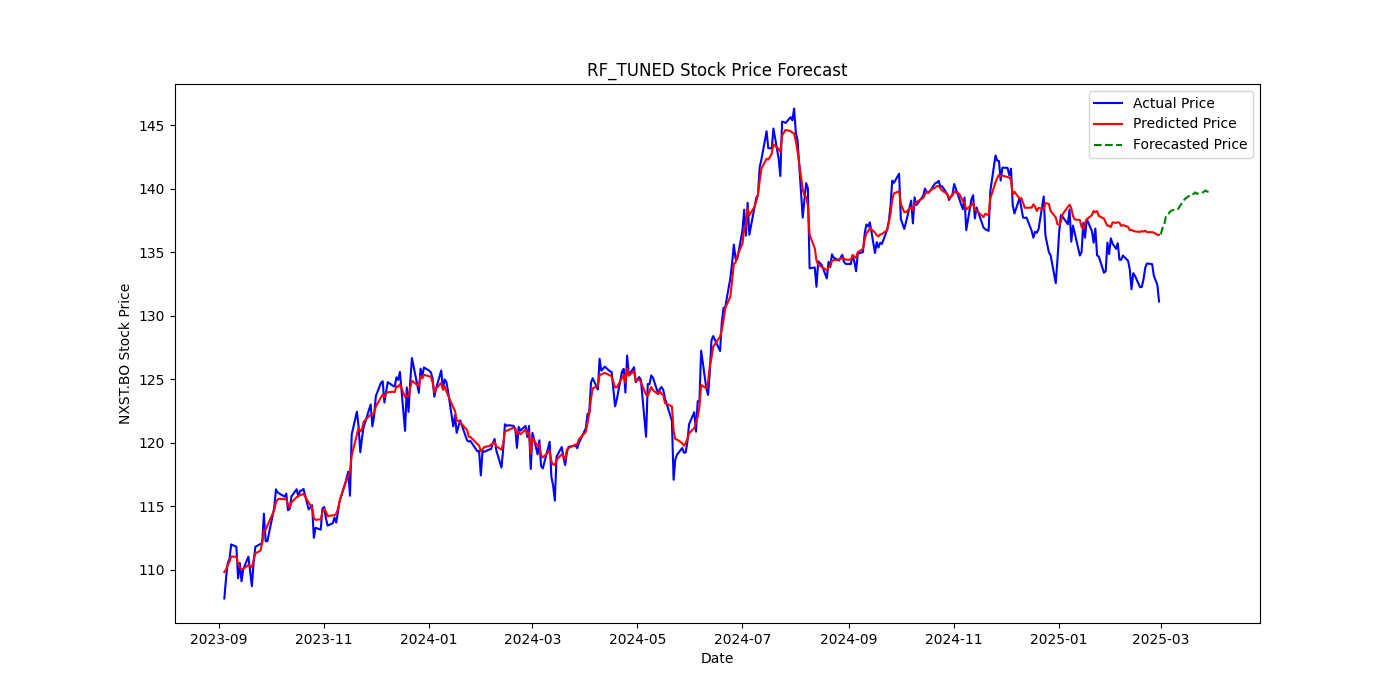 RF_TUNED Stock Price Forecast
Actual Price
Predicted Price
Forecasted Price
NXST.BO Stock Price
145
140
135
130
125
120
115
110
2023-09 2023-11 2024-01 2024-03 2024-05 2024-07 2024-09 2024-11 2025-01 2025-03
Date